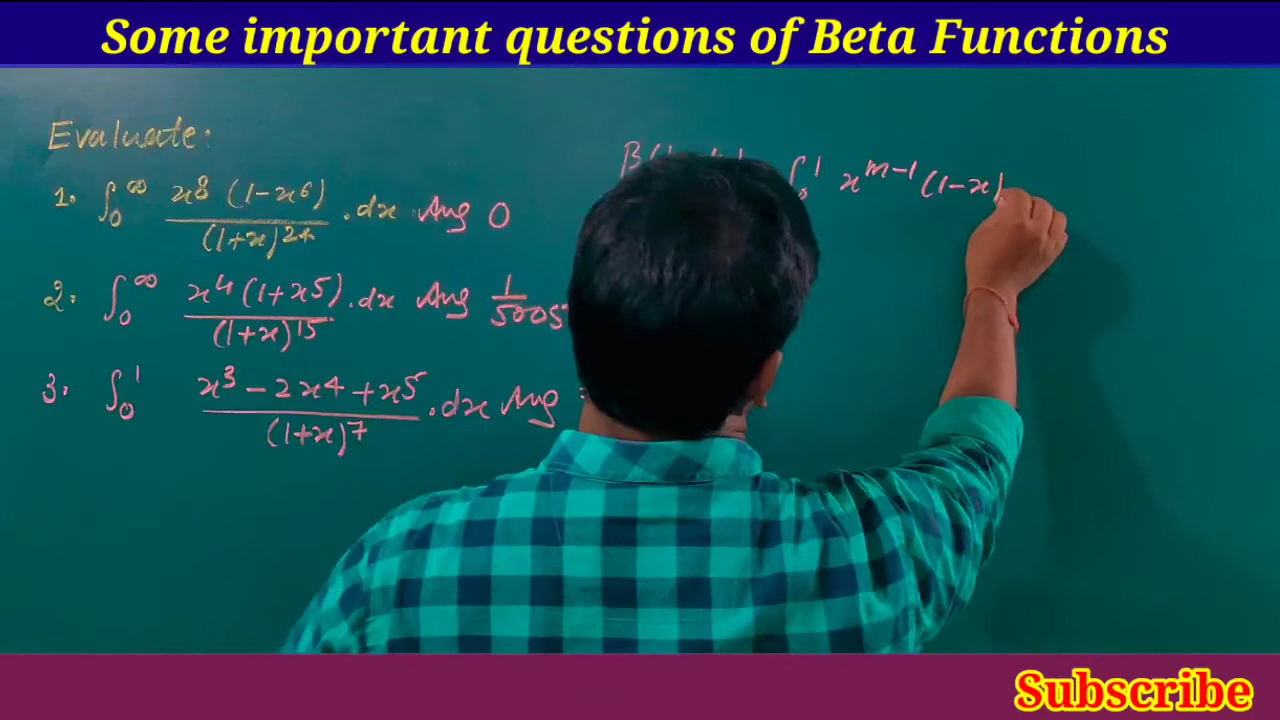 Some important questions of Beta Functions
Evaluate:
1. ∫₀^∞ x⁸ (1-x⁶) / (1+x)²⁴ .dx Ans 0
2. ∫₀^∞ x⁴(1+x⁵) / (1+x)¹⁵ .dx Ans 1/5005
3. ∫₀¹ x³ - 2x⁴ + x⁵ / (1+x)⁷ .dx Ans
β( ∫₀¹ x^m-1 (1-x)
Subscribe